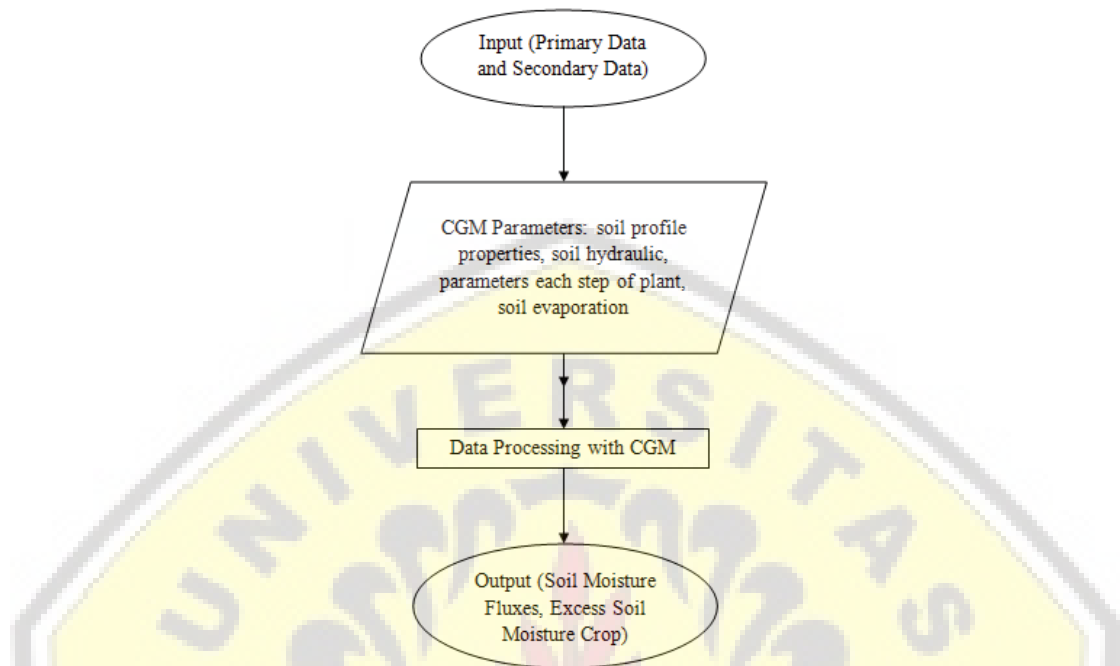 Input (Primary Data
and Secondary Data)
CGM Parameters: soil profile
properties, soil hydraulic,
parameters each step of plant,
soil evaporation
UNIVERSITAS
Data Processing with CGM
Output (Soil Moisture
Fluxes, Excess Soil
Moisture Crop)